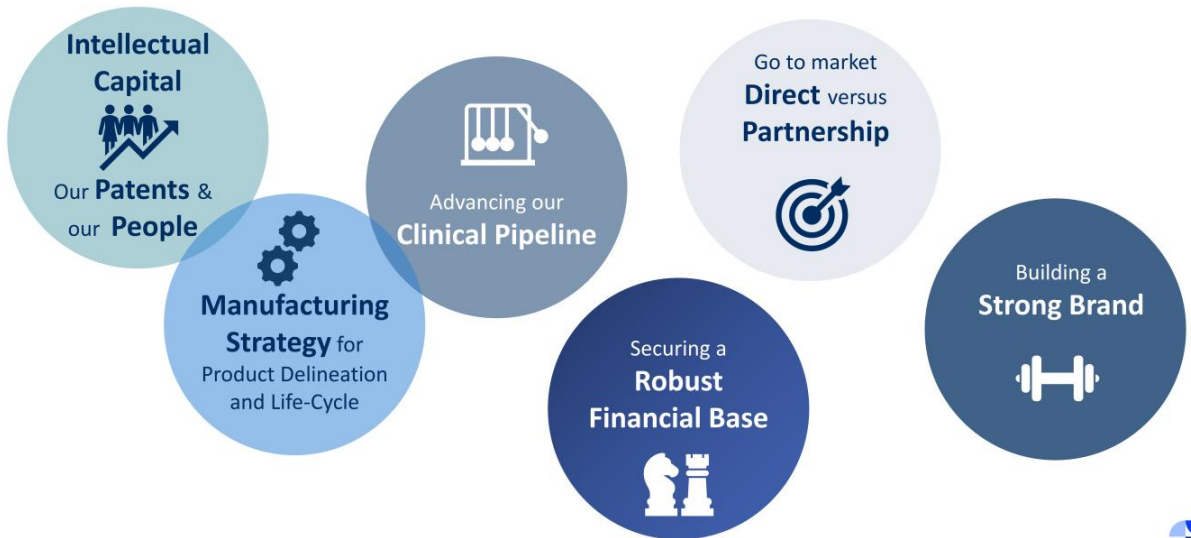 Intellectual
Capital
Our Patents &
our People
Manufacturing
Strategy for
Product Delineation
and Life-Cycle
Advancing our
Clinical Pipeline
Go to market
Direct versus
Partnership
Securing a
Robust
Financial Base
Building a
Strong Brand